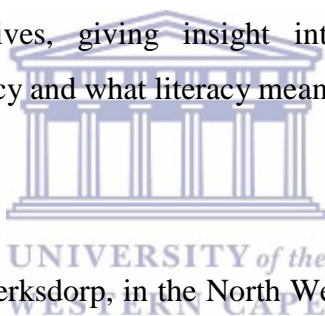 ives, giving insight int
cy and what literacy mean
UNIVERSITY of the
erksdorp, in the North We
WESTERN CAPE